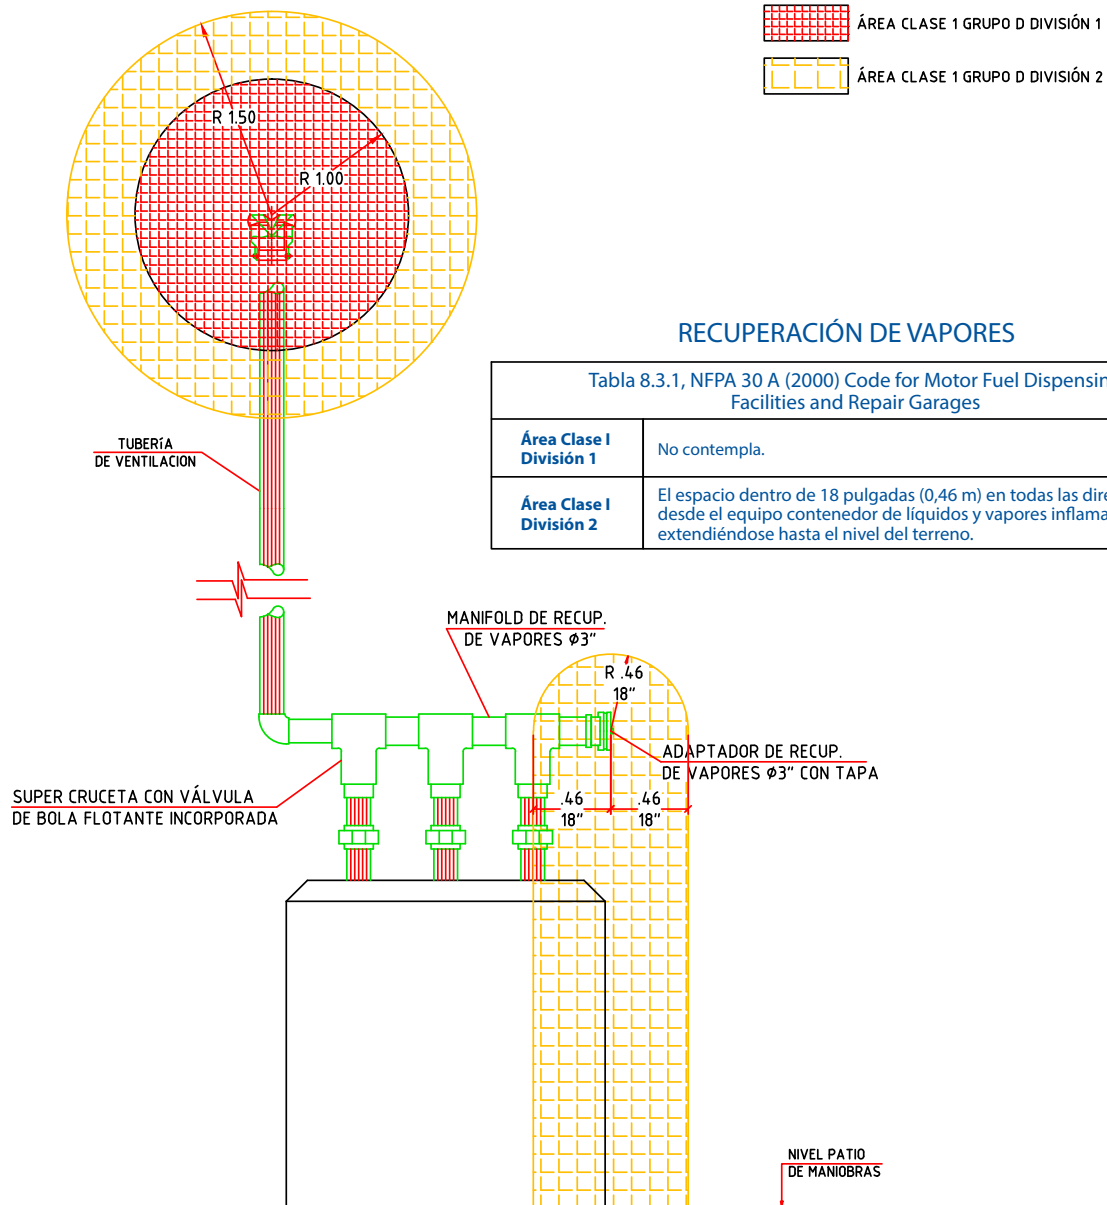 ÁREA CLASE 1 GRUPO D DIVISIÓN 1
ÁREA CLASE 1 GRUPO D DIVISIÓN 2
R 1.50
R 1.00
RECUPERACIÓN DE VAPORES
Tabla 8.3.1, NFPA 30 A (2000) Code for Motor Fuel
Facilities and Repair Garages
Área Clase I
División 1
No contempla.
Área Clase I
División 2
El espacio dentro de 18 pulgadas (0,46 m) en todas las
desde el equipo contenedor de líquidos y vapores
extendiéndose hasta el nivel del terreno.
TUBERíA
DE VENTILACION
MANIFOLD DE RECUP.
DE VAPORES Ø3"
R .46
18"
ADAPTADOR DE RECUP.
DE VAPORES Ø3" CON TAPA
SUPER CRUCETA CON VÁLVULA
DE BOLA FLOTANTE INCORPORADA
.46
18"
.46
18"
NIVEL PATIO
DE MANIOBRAS